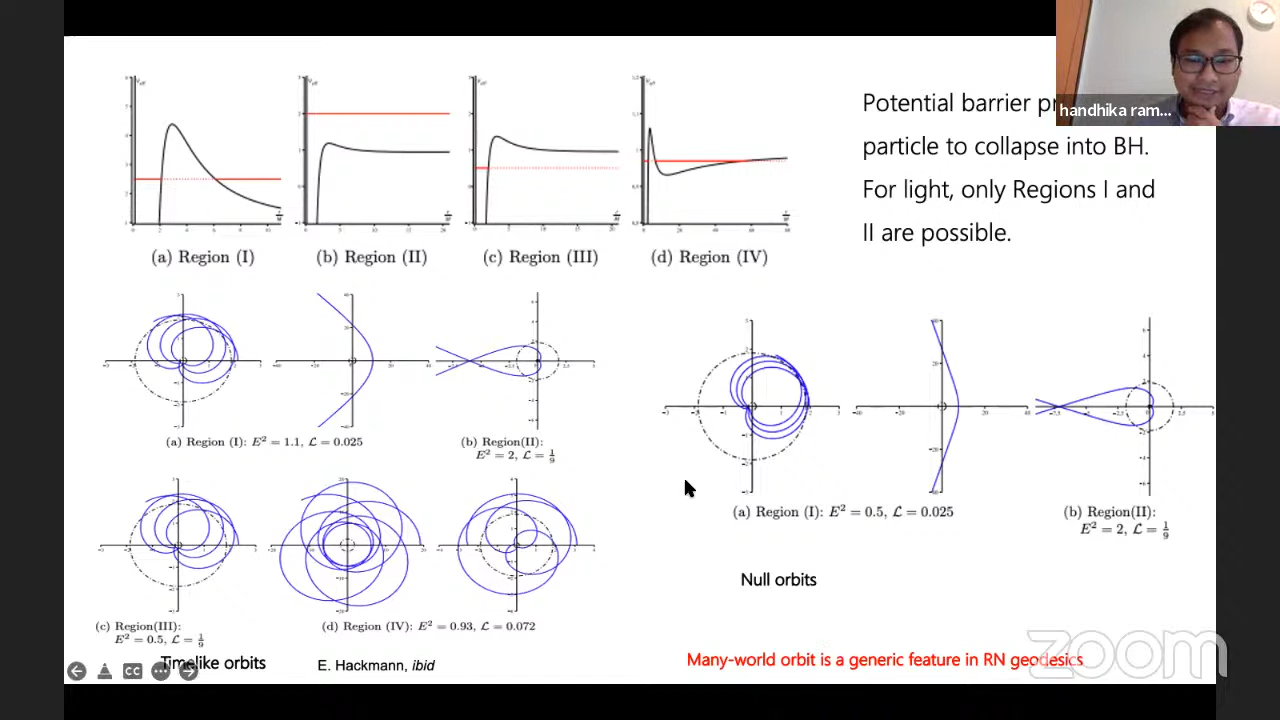 Potential barrier
handhika ram...
particle to collapse into BH.
For light, only Regions I and
II are possible.
(a) Region (I)
(b) Region (II)
(c) Region (III)
(d) Region (IV)
(a) Region (I): E² = 1.1, ℒ = 0.025
(b) Region(II):
E² = 2, ℒ = 1/9
(a) Region (I): E² = 0.5, ℒ = 0.025
(b) Region(II):
E² = 2, ℒ = 1/9
Null orbits
(c) Region(III):
E² = 0.5, ℒ = 1/9
(d) Region (IV): E² = 0.93, ℒ = 0.072
Timelike orbits
E. Hackmann, ibid
Many-world orbit is a generic feature in RN geodesics
zoom
CC